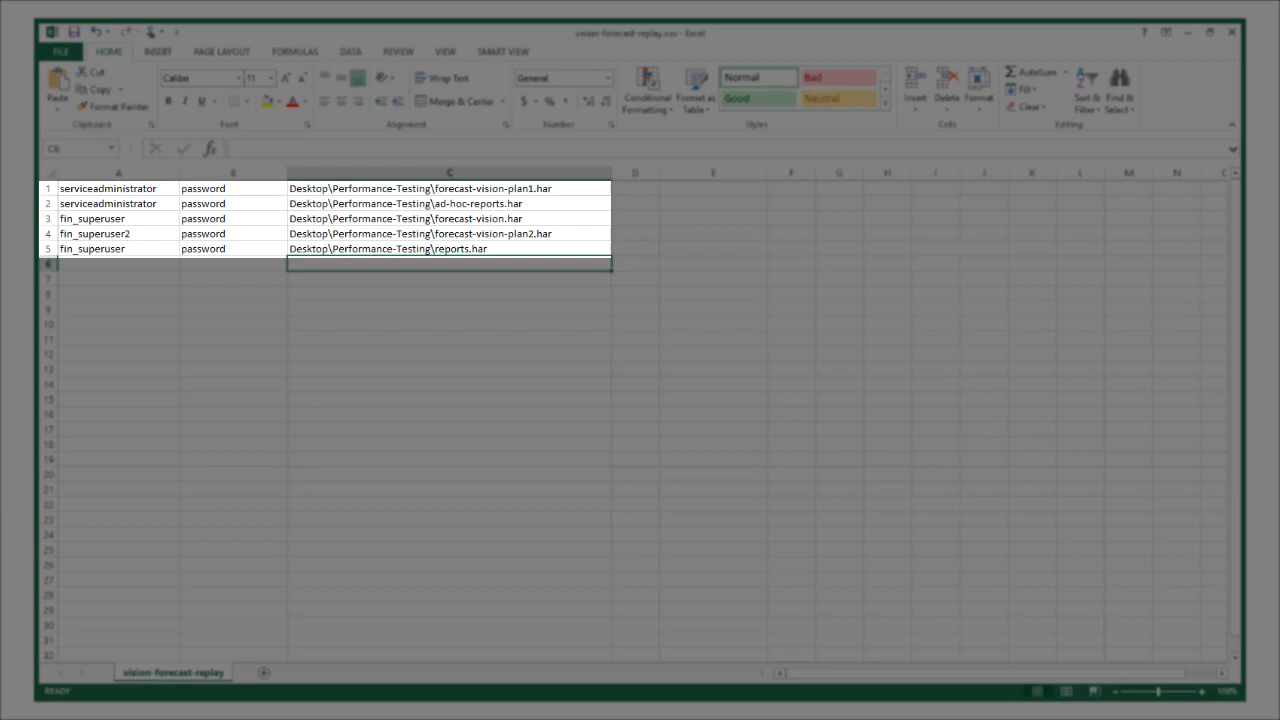 vision-forecast-replay.csv - Excel
FILE HOME INSERT PAGE LAYOUT FORMULAS DATA REVIEW VIEW SMART VIEW
Cut
Copy
Format Painter
Paste
Clipboard
Calibri 11
B I U
Font
Wrap Text
Merge & Center
Alignment
General
$ % ,
Number
Conditional Formatting
Format as Table
Normal Bad
Good Neutral
Styles
Insert Delete Format
Cells
AutoSum
Fill
Clear
Sort & Filter
Find & Select
Editing
C6 fx
A B C D E F G H I J K L M N
1 serviceadministrator password Desktop\Performance-Testing\forecast-vision-plan1.har
2 serviceadministrator password Desktop\Performance-Testing\ad-hoc-reports.har
3 fin_superuser password Desktop\Performance-Testing\forecast-vision.har
4 fin_superuser2 password Desktop\Performance-Testing\forecast-vision-plan2.har
5 fin_superuser password Desktop\Performance-Testing\reports.har
6
7
8
9
10
11
12
13
14
15
16
17
18
19
20
21
22
23
24
25
26
27
28
29
30
31
32
vision-forecast-replay
READY 100%